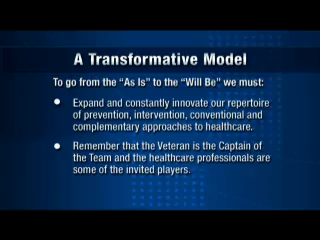 A Transformative Model
To go from the “As Is” to the “Will Be” we must:
• Expand and constantly innovate our repertoire
of prevention, intervention, conventional and
complementary approaches to healthcare.
• Remember that the Veteran is the Captain of
the Team and the healthcare professionals are
some of the invited players.